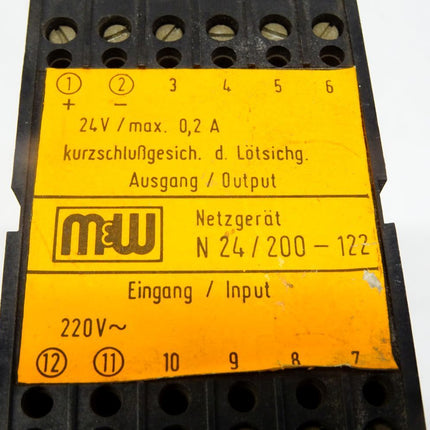 ① ② 3 4 5 6
+ −
24V / max. 0,2 A
kurzschlußgesich. d. Lötsichg.
Ausgang / Output
M&W
Netzgerät
N 24 / 200 – 122
Eingang / Input
220V~
⑫ ⑪ 10 9 8 7